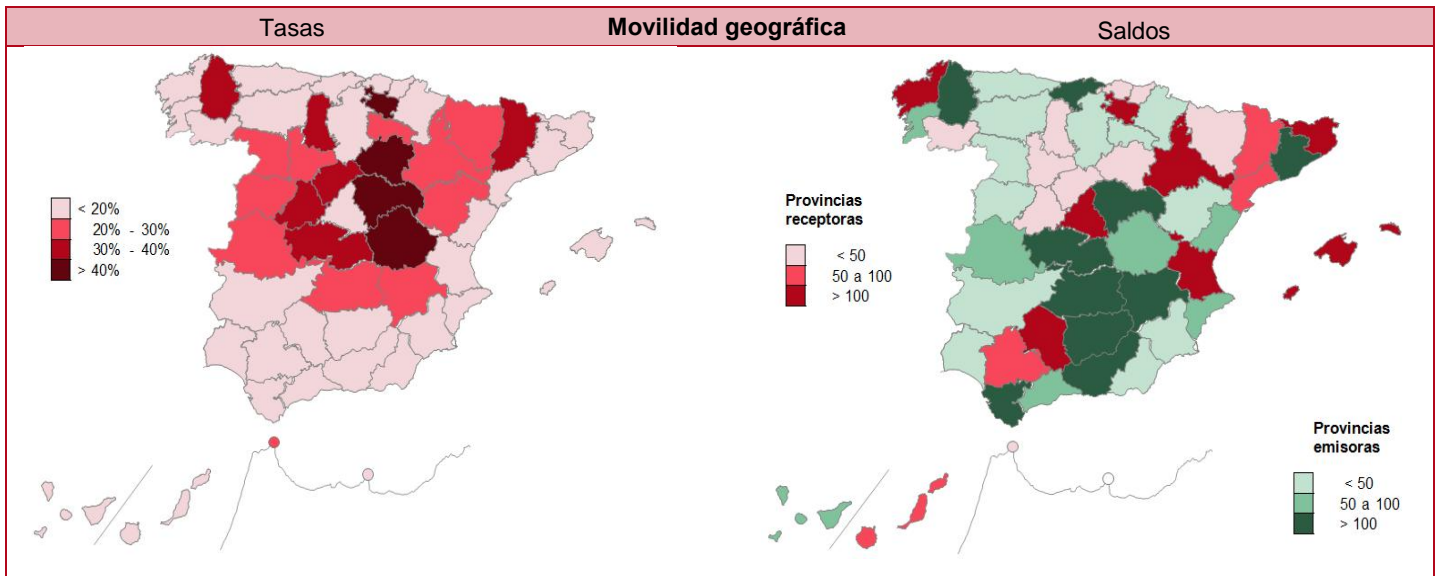 Tasas
Movilidad geográfica
Saldos
< 20%
20% - 30%
30% - 40%
> 40%
Provincias
receptoras
< 50
50 a 100
> 100
Provincias
emisoras
< 50
50 a 100
> 100